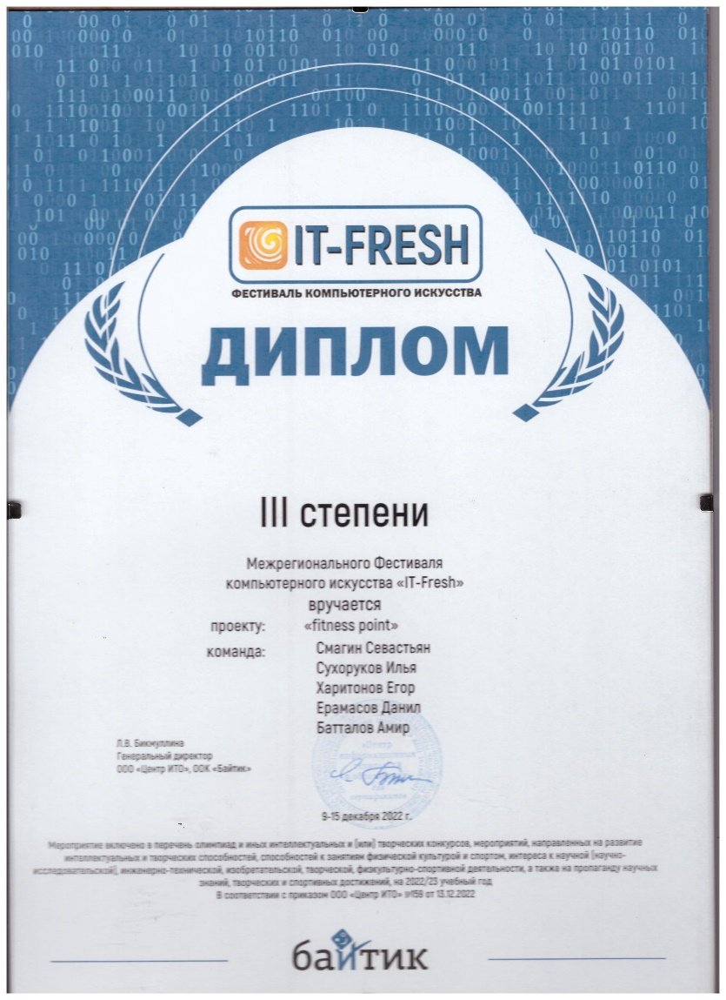 IT-FRESH
ФЕСТИВАЛЬ КОМПЬЮТЕРНОГО ИСКУССТВА
ДИПЛОМ
III степени
Межрегионального Фестиваля
компьютерного искусства «IT-Fresh»
вручается
проекту: «fitness point»
команда: Смагин Севастьян
Сухоруков Илья
Харитонов Егор
Ерамасов Данил
Батталов Амир
Л.В. Бикмуллина
Генеральный директор
ООО «Центр ИТО», ООК «Байтик»
«Центр
9-15 декабря 2022 г.
Мероприятие включено в перечень олимпиад и иных интеллектуальных и (или) творческих конкурсов, мероприятий, направленных на развитие
интеллектуальных и творческих способностей, способностей к занятиям физической культурой и спортом, интереса к научной (научно-
исследовательской), инженерно-технической, изобретательской, творческой, физкультурно-спортивной деятельности, а также на пропаганду научных
знаний, творческих и спортивных достижений, на 2022/23 учебный год
В соответствии с приказом ООО «Центр ИТО» №159 от 13.12.2022
байтик